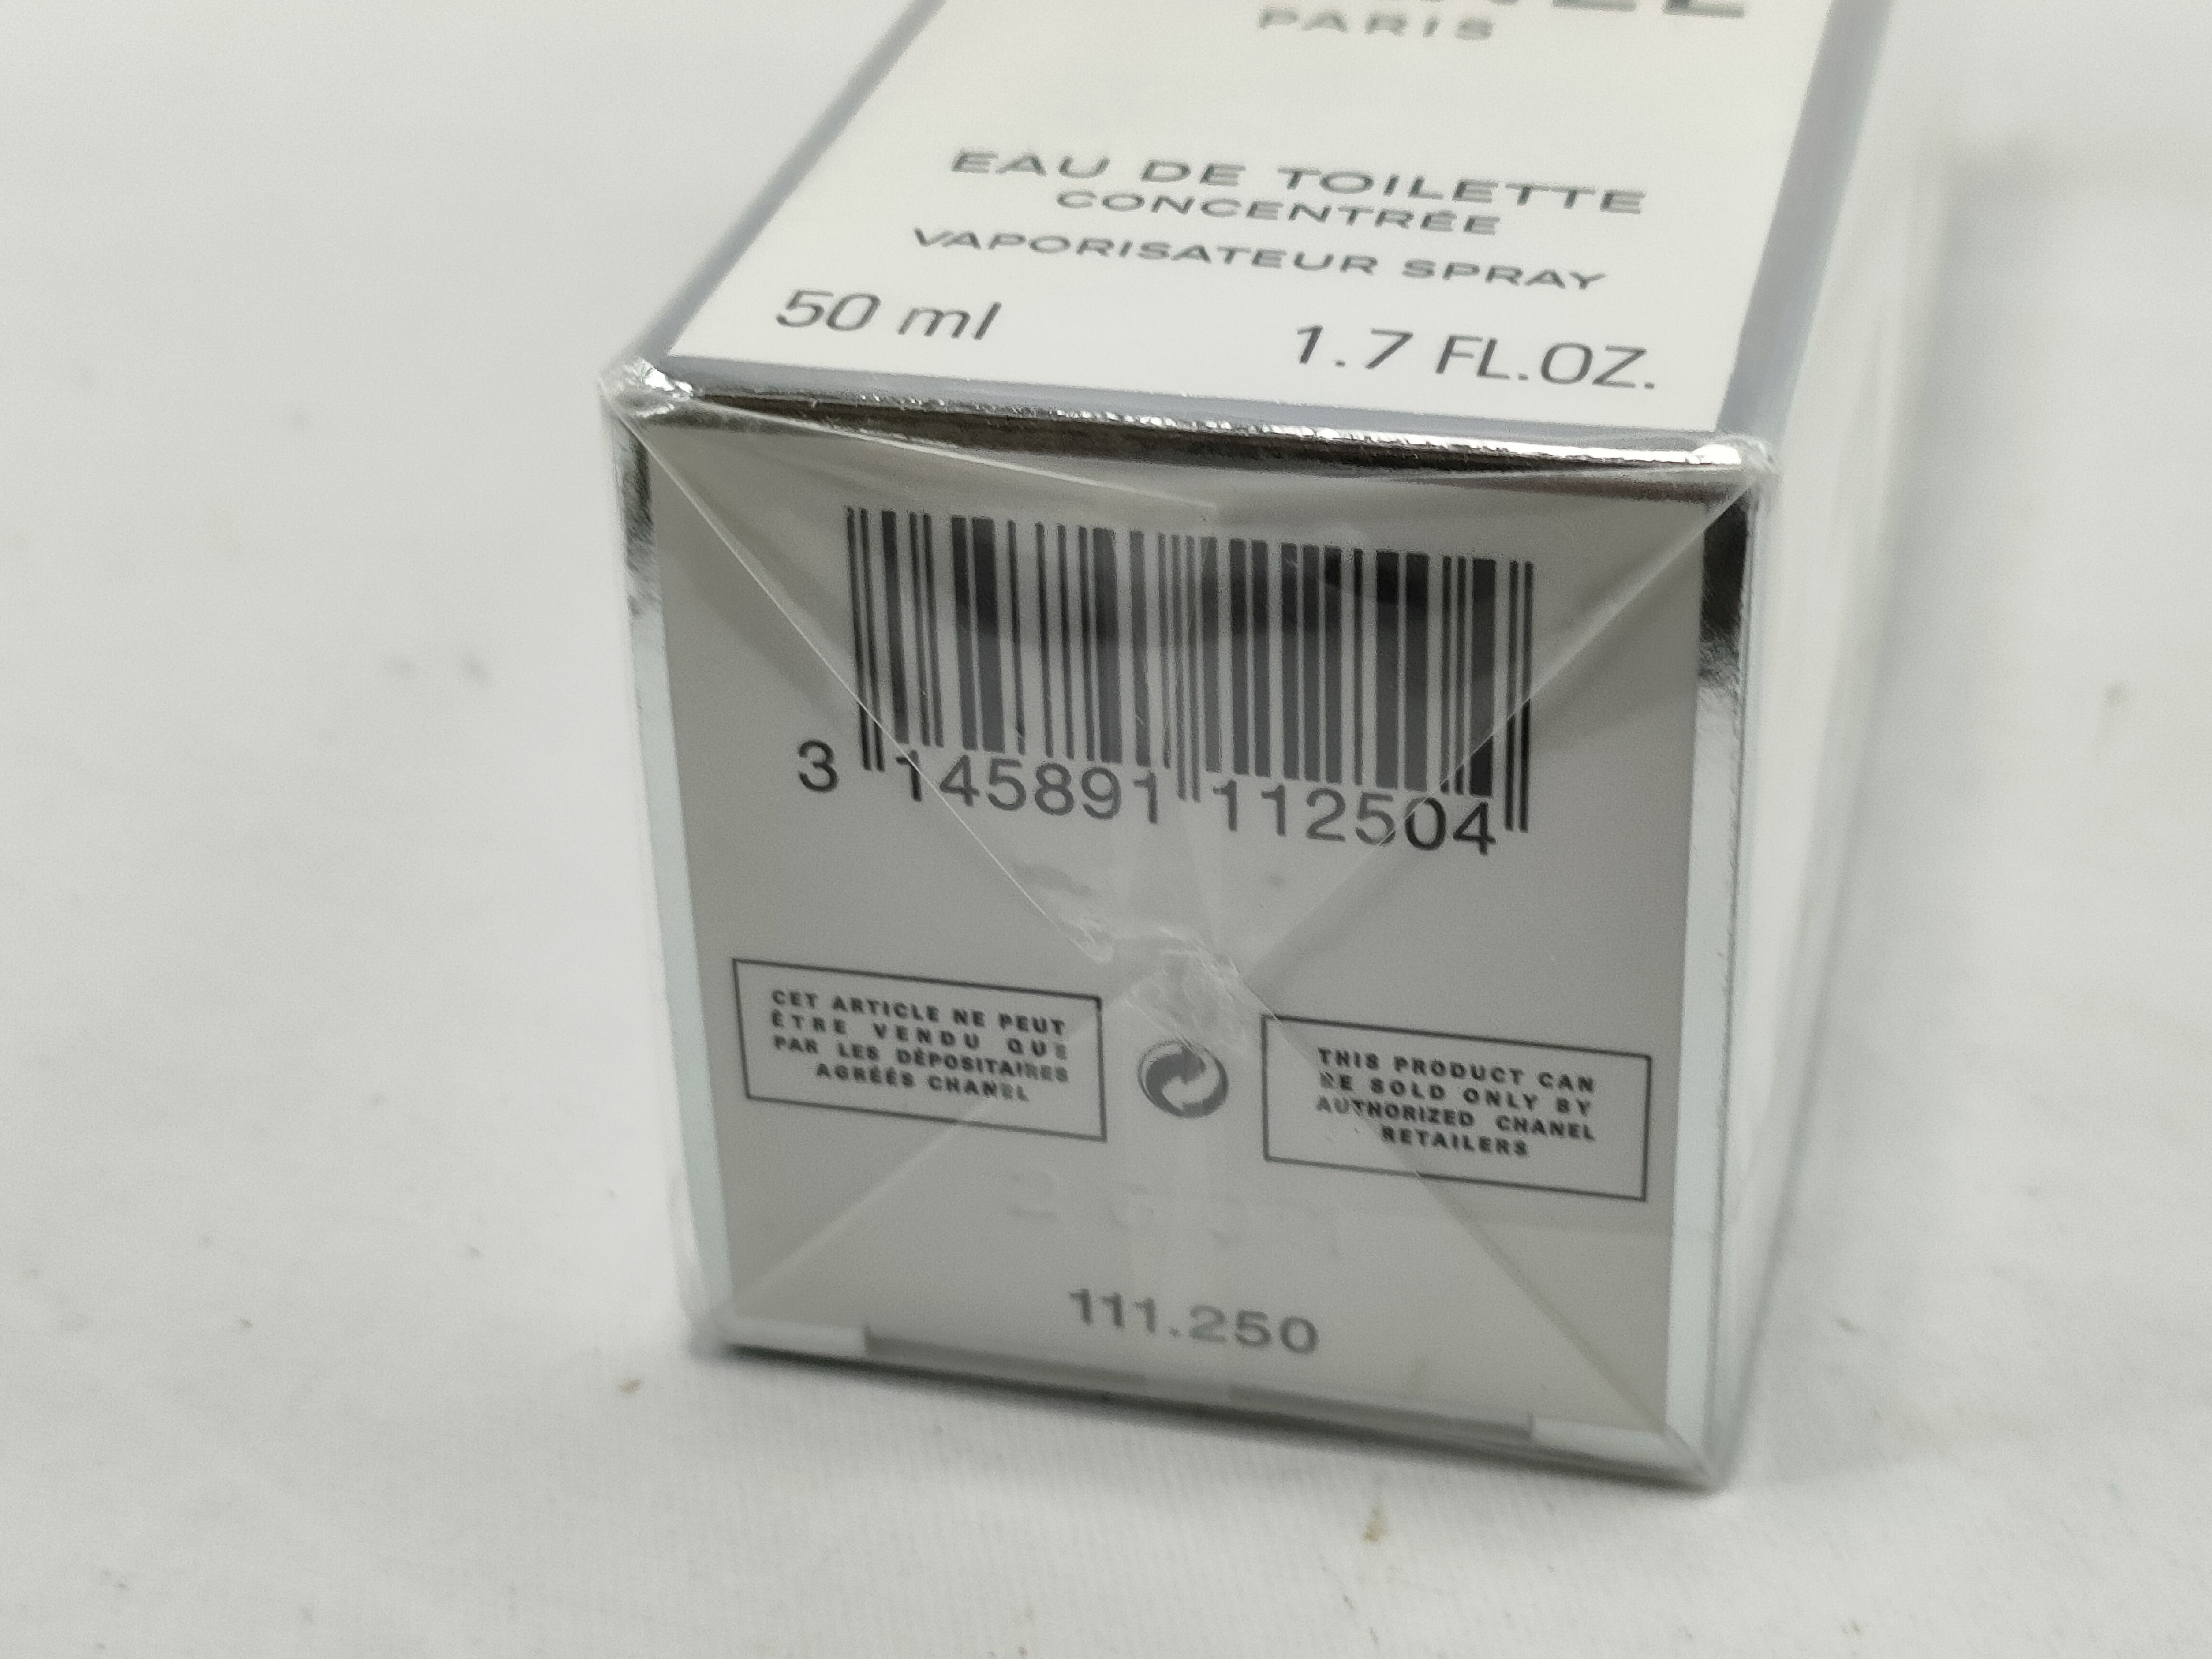 PARIS
EAU DE TOILETTE
CONCENTRÉE
VAPORISATEUR SPRAY
50 ml 1.7 FL.OZ.
3 145891 112504
CET ARTICLE NE PEUT
ÊTRE VENDU QUE
PAR LES DÉPOSITAIRES
AGRÉÉS CHANEL
THIS PRODUCT CAN
BE SOLD ONLY BY
AUTHORIZED CHANEL
RETAILERS
111.250